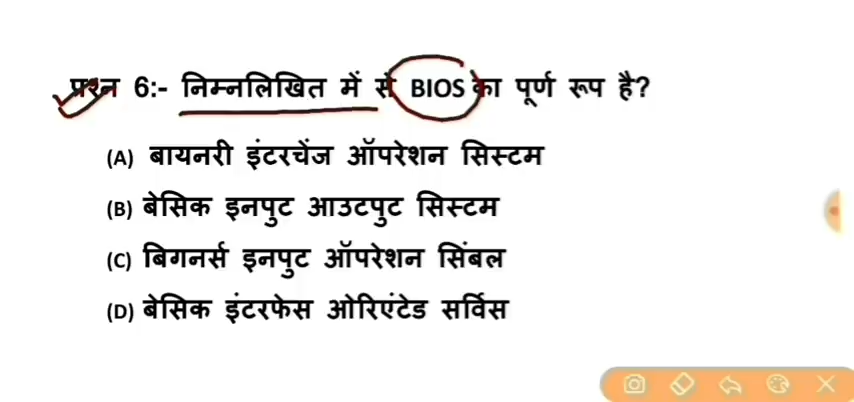 प्रश्न 6:- निम्नलिखित में से BIOS का पूर्ण रूप है?
(A) बायनरी इंटरचेंज ऑपरेशन सिस्टम
(B) बेसिक इनपुट आउटपुट सिस्टम
(C) बिगनर्स इनपुट ऑपरेशन सिंबल
(D) बेसिक इंटरफेस ओरिएंटेड सर्विस